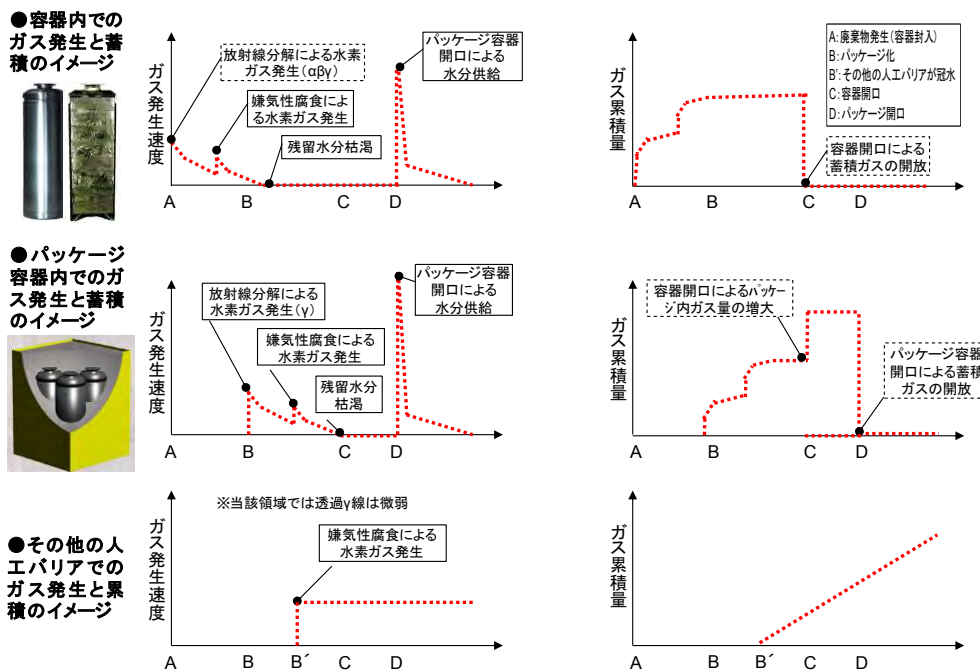 ●容器内での
ガス発生と蓄
積のイメージ
ガス発生速度
放射線分解による水素
ガス発生(αβγ)
嫌気性腐食によ
る水素ガス発生
残留水分枯渇
パッケージ容器
開口による
水分供給
A
B
C
D
ガス累積量
A:廃棄物発生(容器封入)
B:パッケージ化
B':その他の人工バリアが冠水
C:容器開口
D:パッケージ開口
容器開口による
蓄積ガスの開放
A
B
C
D
●パッケージ
容器内でのガ
ス発生と蓄積
のイメージ
ガス発生速度
放射線分解による
水素ガス発生(γ)
嫌気性腐食による
水素ガス発生
残留水分
枯渇
パッケージ容器
開口による
水分供給
A
B
C
D
ガス累積量
容器開口によるパッケー
ジ内ガス量の増大
パッケージ容器
開口による蓄積
ガスの開放
A
B
C
D
●その他の人
工バリアでの
ガス発生と累
積のイメージ
ガス発生速度
※当該領域では透過γ線は微弱
嫌気性腐食による
水素ガス発生
A
B
B´
C
D
ガス累積量
A
B
B´
C
D